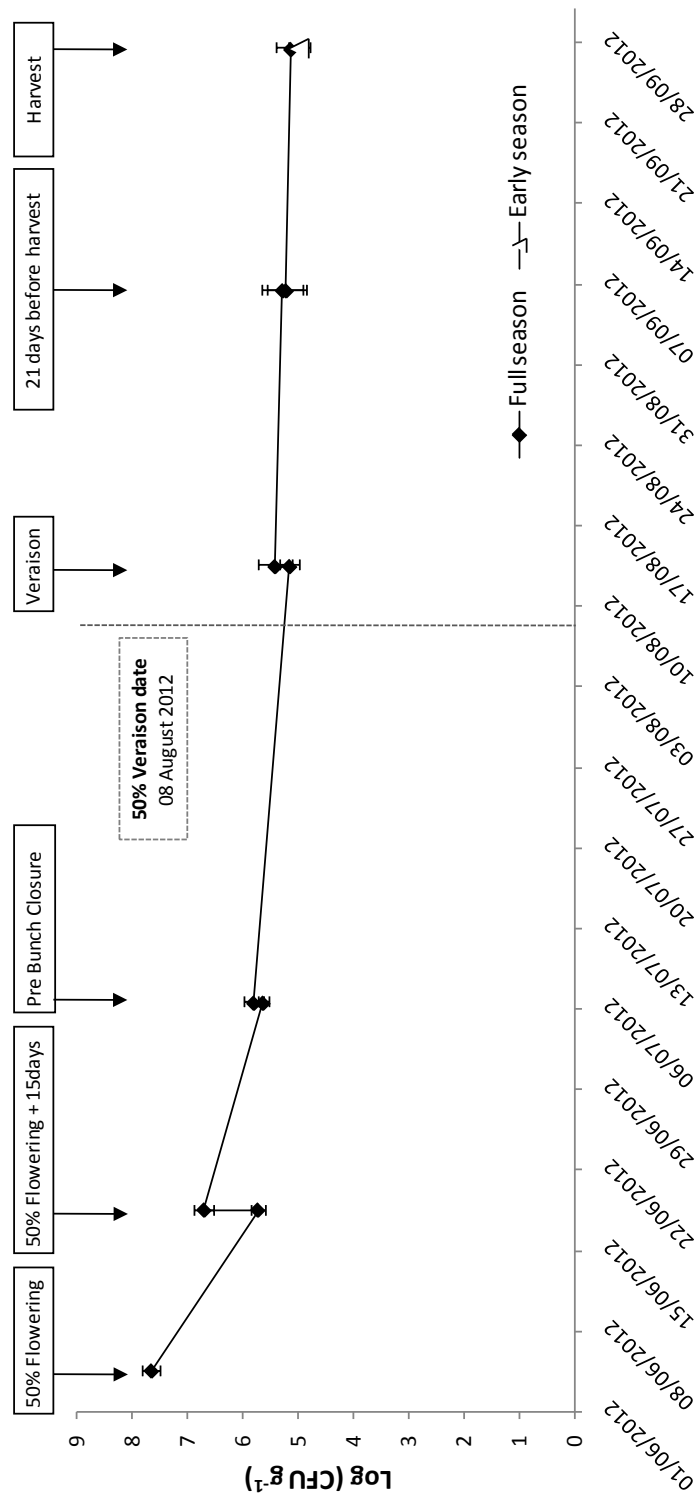 50% Flowering
50% Flowering + 15days
Pre Bunch Closure
Veraison
21 days before harvest
Harvest
50% Veraison date
08 August 2012
Log (CFU g-1)
9
8
7
6
5
4
3
2
1
0
Full season
Early season
01/06/2012
08/06/2012
15/06/2012
22/06/2012
29/06/2012
06/07/2012
13/07/2012
20/07/2012
27/07/2012
03/08/2012
10/08/2012
17/08/2012
24/08/2012
31/08/2012
07/09/2012
14/09/2012
21/09/2012
28/09/2012